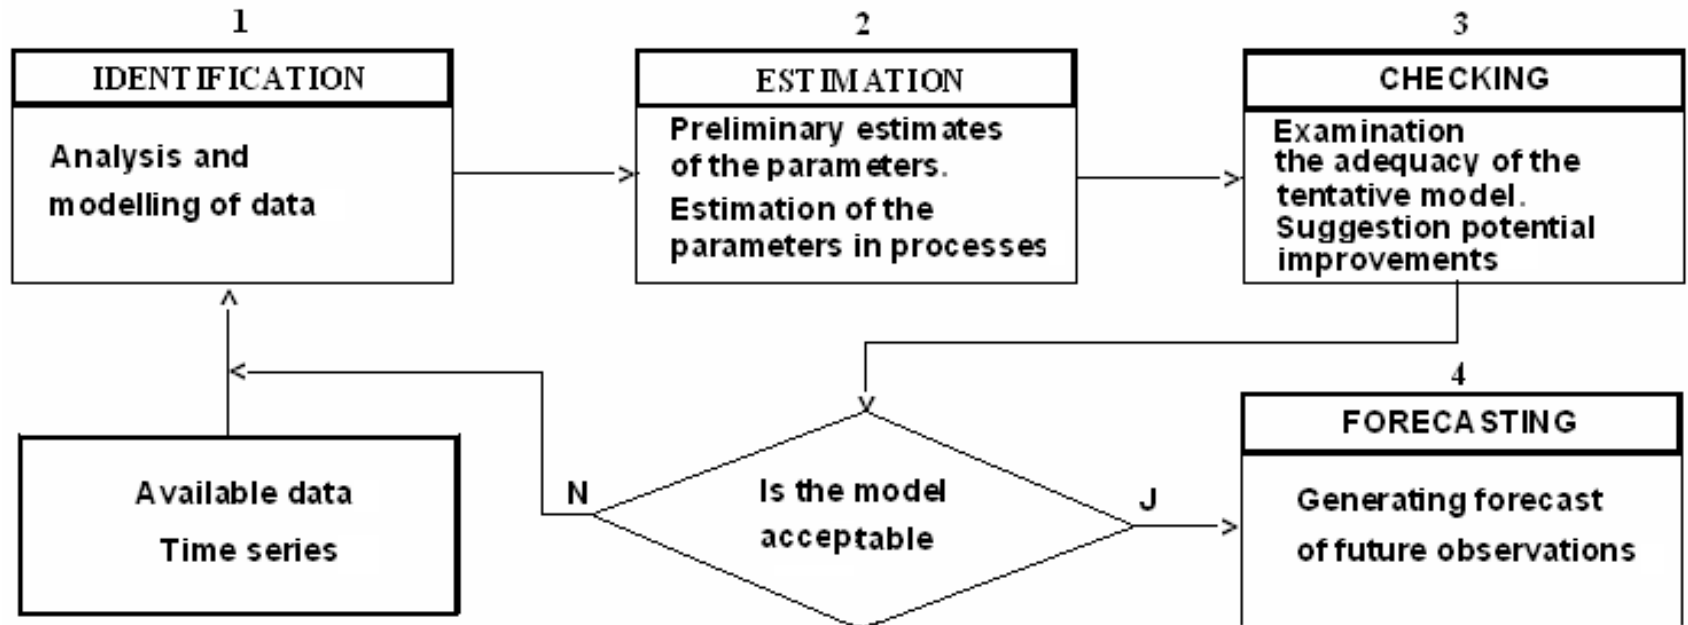 1
IDENTIFICATION
Analysis and
modelling of data
2
ESTIMATION
Preliminary estimates
of the parameters.
Estimation of the
parameters in processes
3
CHECKING
Examination
the adequacy of the
tentative model.
Suggestion potential
improvements
Available data
Time series
N
Is the model
acceptable
J
4
FORECASTING
Generating forecast
of future observations